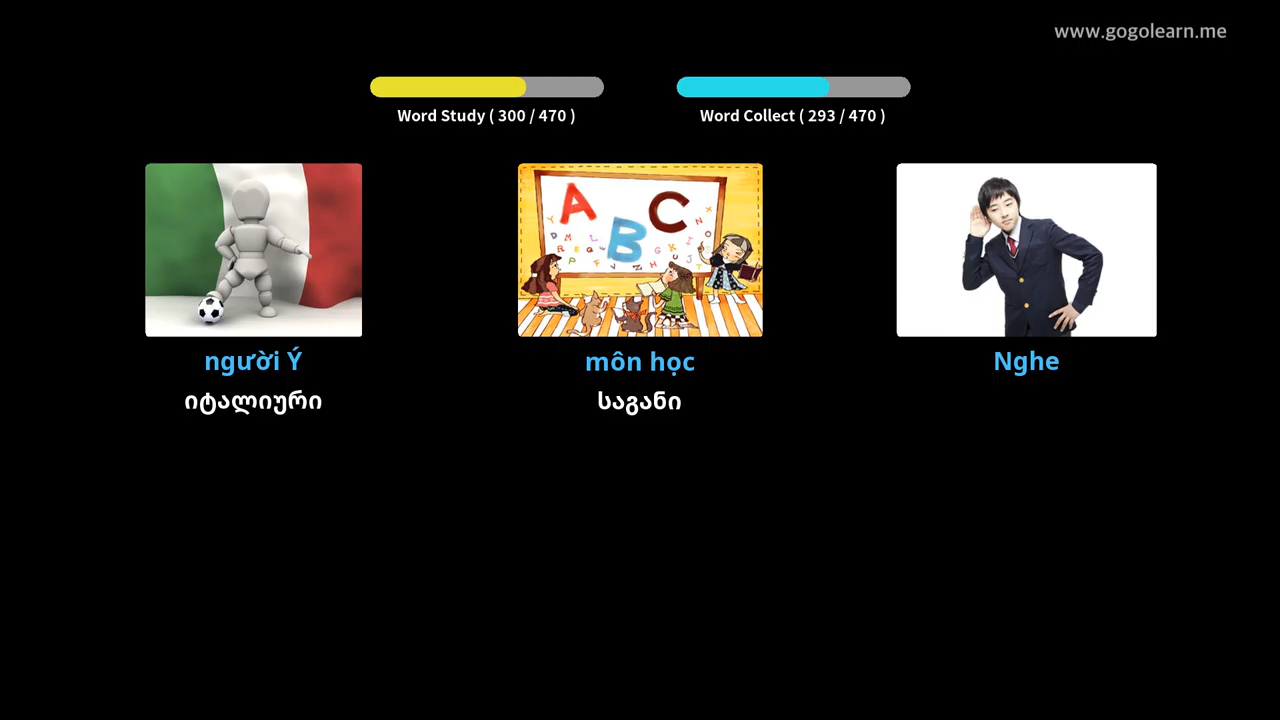 www.gogolearn.me
Word Study ( 300 / 470 )
Word Collect ( 293 / 470 )
người Ý
môn học
Nghe
იტალიური
საგანი
A
B
C